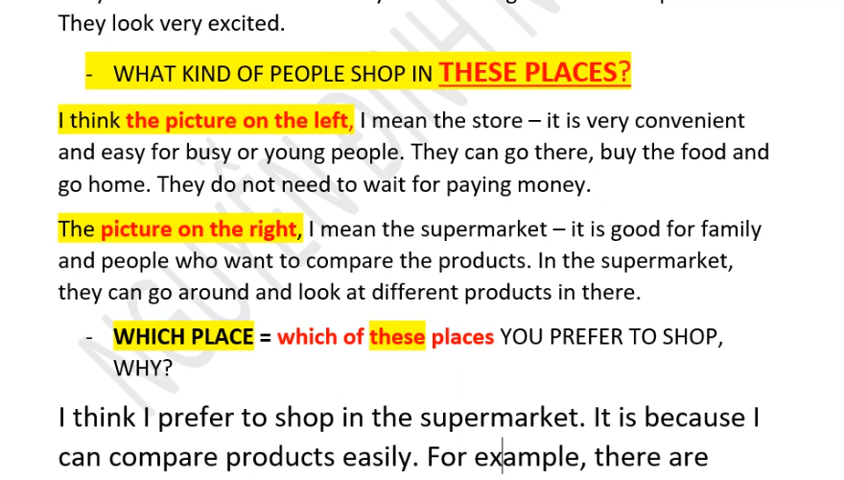 They look very excited.
- WHAT KIND OF PEOPLE SHOP IN THESE PLACES?
I think the picture on the left, I mean the store – it is very convenient
and easy for busy or young people. They can go there, buy the food and
go home. They do not need to wait for paying money.
The picture on the right, I mean the supermarket – it is good for family
and people who want to compare the products. In the supermarket,
they can go around and look at different products in there.
- WHICH PLACE = which of these places YOU PREFER TO SHOP,
WHY?
I think I prefer to shop in the supermarket. It is because I
can compare products easily. For example, there are